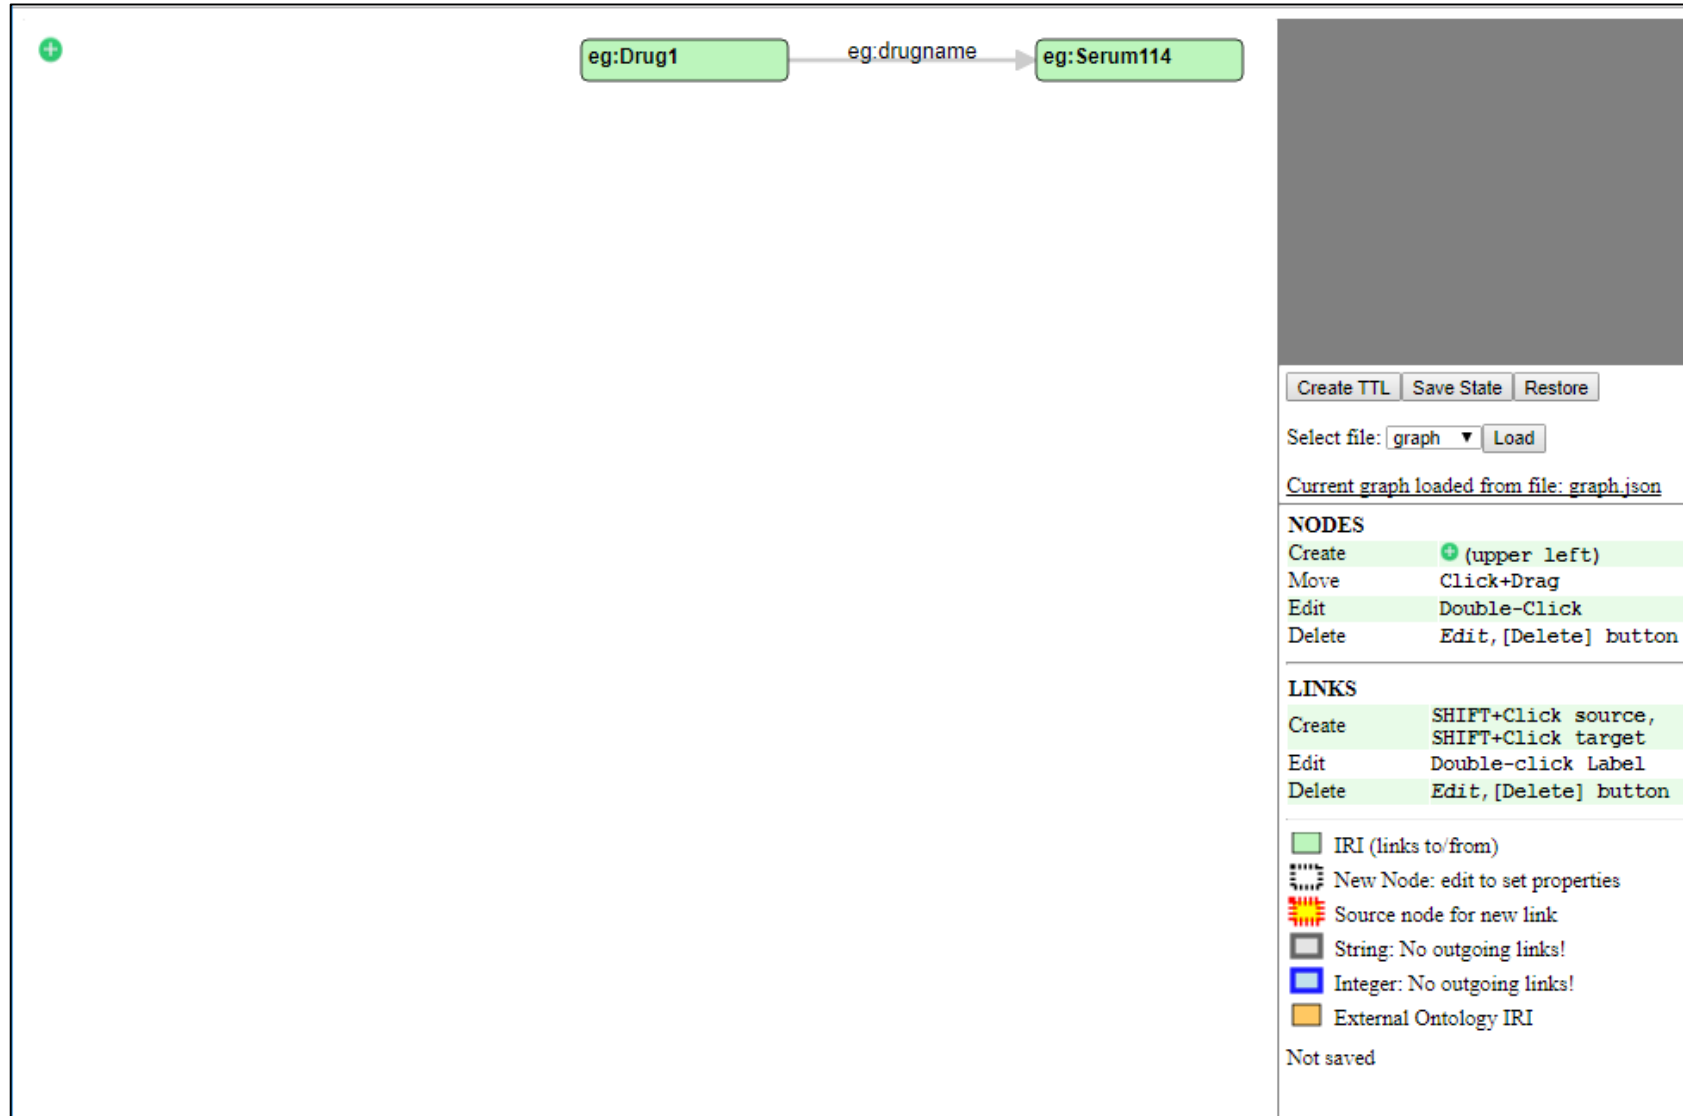 eg:Drug1 eg:drugname eg:Serum114
Create TTL Save State Restore
Select file: graph Load
Current graph loaded from file: graph.json
NODES
Create (upper left)
Move Click+Drag
Edit Double-Click
Delete Edit,[Delete] button
LINKS
Create SHIFT+Click source,
SHIFT+Click target
Edit Double-click Label
Delete Edit,[Delete] button
IRI (links to/from)
New Node: edit to set properties
Source node for new link
String: No outgoing links!
Integer: No outgoing links!
External Ontology IRI
Not saved